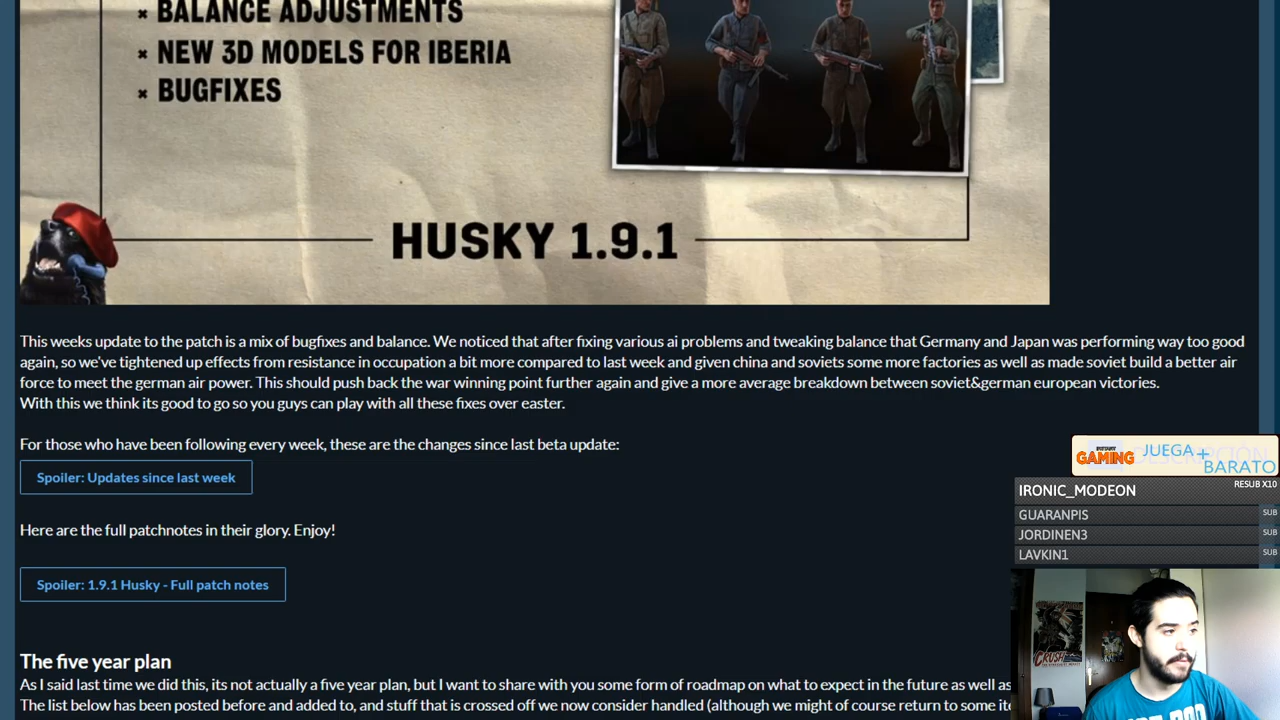 × BALANCE ADJUSTMENTS
× NEW 3D MODELS FOR IBERIA
× BUGFIXES
HUSKY 1.9.1
This weeks update to the patch is a mix of bugfixes and balance. We noticed that after fixing various ai problems and tweaking balance that Germany and Japan was performing way too good
again, so we've tightened up effects from resistance in occupation a bit more compared to last week and given china and soviets some more factories as well as made soviet build a better air
force to meet the german air power. This should push back the war winning point further again and give a more average breakdown between soviet&german european victories.
With this we think its good to go so you guys can play with all these fixes over easter.
For those who have been following every week, these are the changes since last beta update:
Spoiler: Updates since last week
Here are the full patchnotes in their glory. Enjoy!
Spoiler: 1.9.1 Husky - Full patch notes
The five year plan
As I said last time we did this, its not actually a five year plan, but I want to share with you some form of roadmap on what to expect in the future as well as
The list below has been posted before and added to, and stuff that is crossed off we now consider handled (although we might of course return to some
INSTANT GAMING
JUEGA+
BARATO
IRONIC_MODEON RESUB X10
GUARANPIS SUB
JORDINEN3 SUB
LAVKIN1 SUB
CRUSH